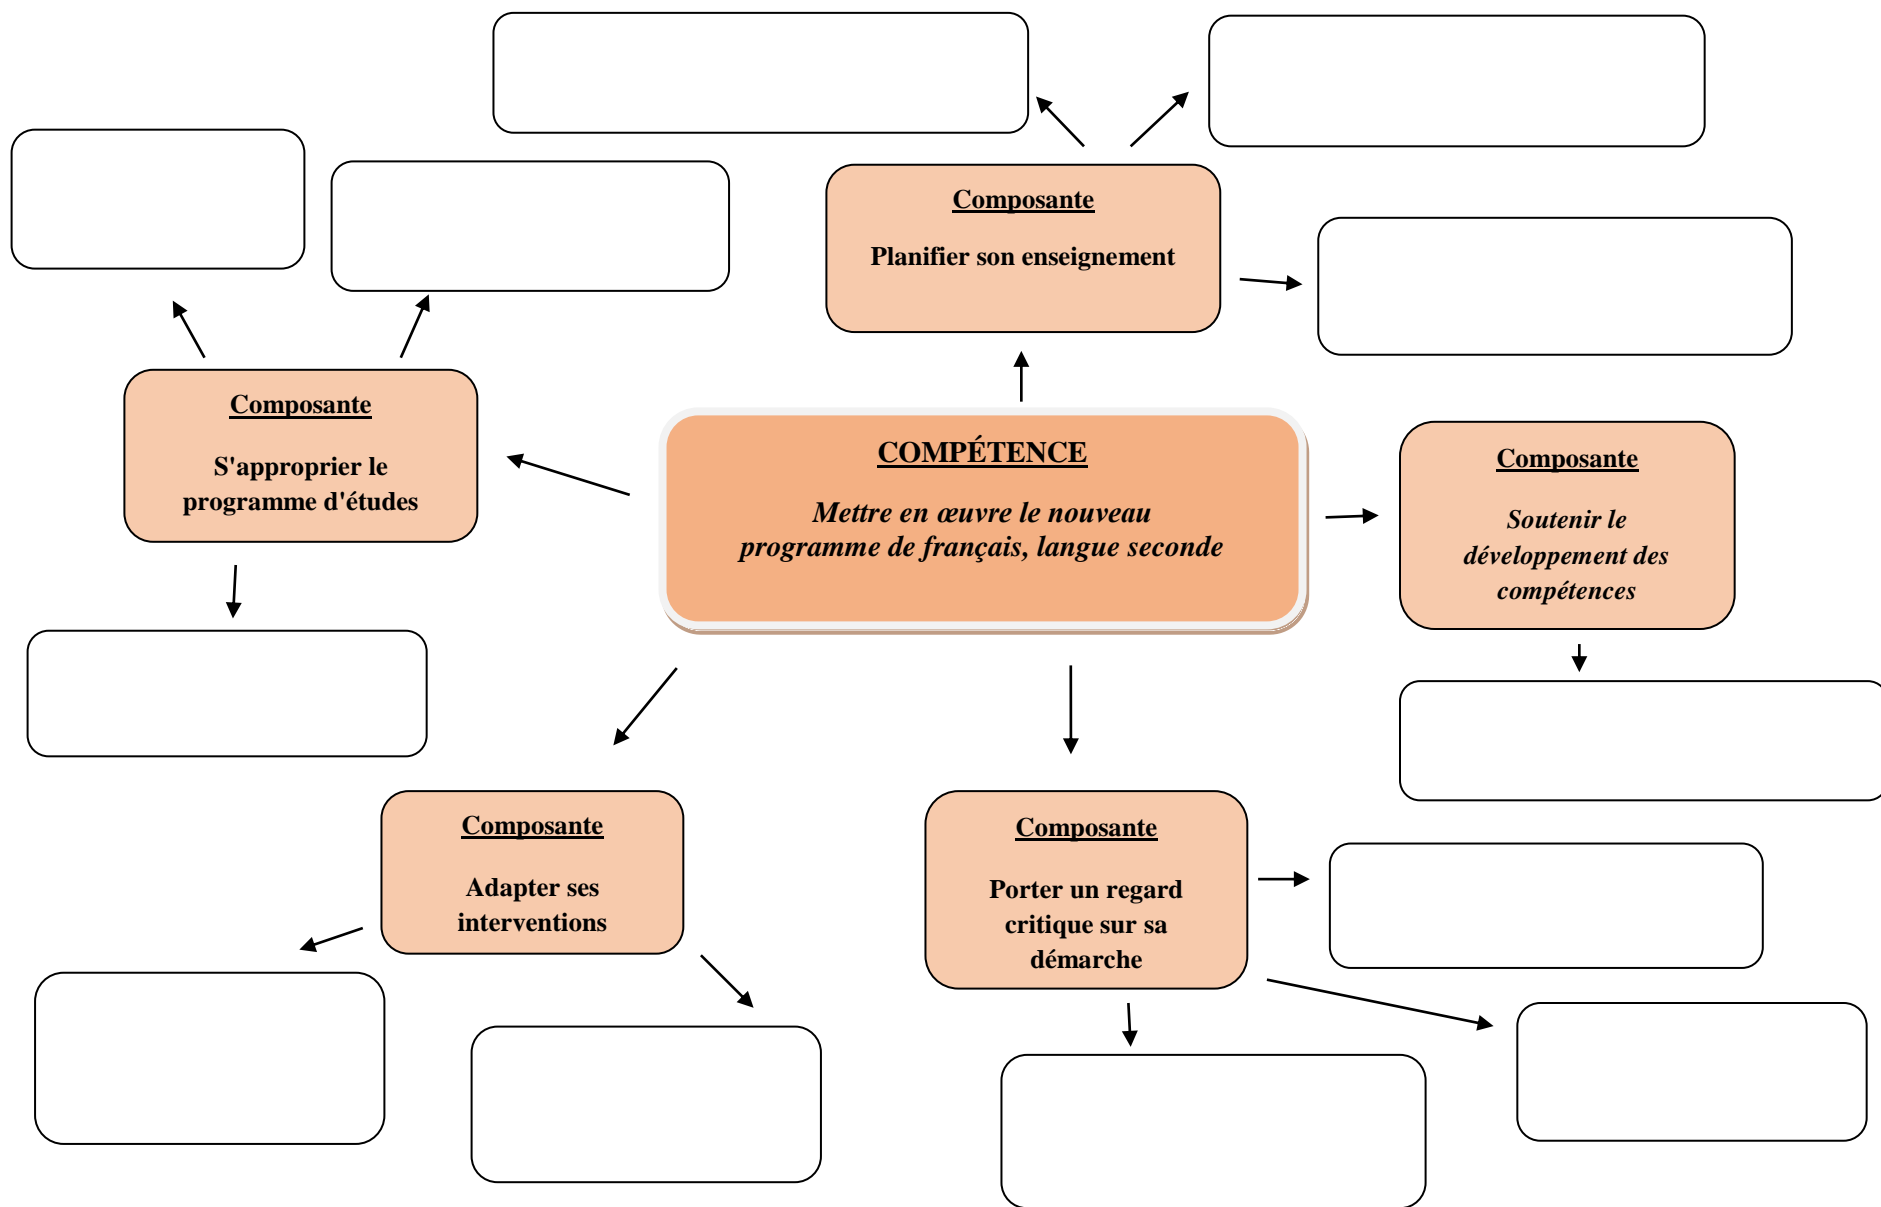 Composante
Planifier son enseignement
Composante
S'approprier le
programme d'études
COMPÉTENCE
Mettre en œuvre le nouveau
programme de français, langue seconde
Composante
Soutenir le
développement des
compétences
Composante
Adapter ses
interventions
Composante
Porter un regard
critique sur sa
démarche